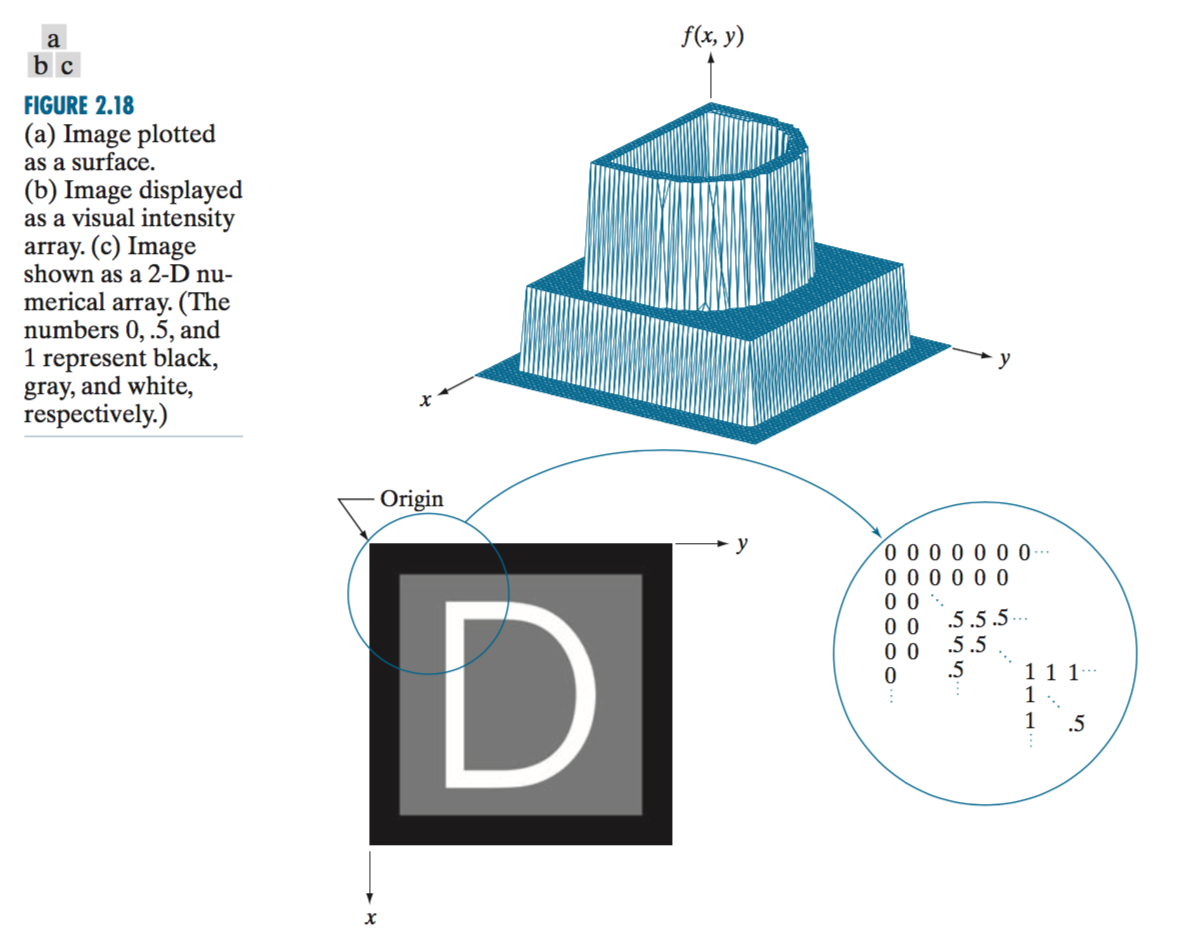 a
b c
FIGURE 2.18
(a) Image plotted
as a surface.
(b) Image displayed
as a visual intensity
array. (c) Image
shown as a 2-D nu-
merical array. (The
numbers 0, .5, and
1 represent black,
gray, and white,
respectively.)
f(x, y)
y
x
Origin
y
D
x
0 0 0 0 0 0 0 ···
0 0 0 0 0 0
0 0 ⋱
0 0 .5 .5 .5 ···
0 0 .5 .5 ⋱
0 .5 1 1 1 ···
⋮ ⋮ 1 ⋱
1 .5
⋮